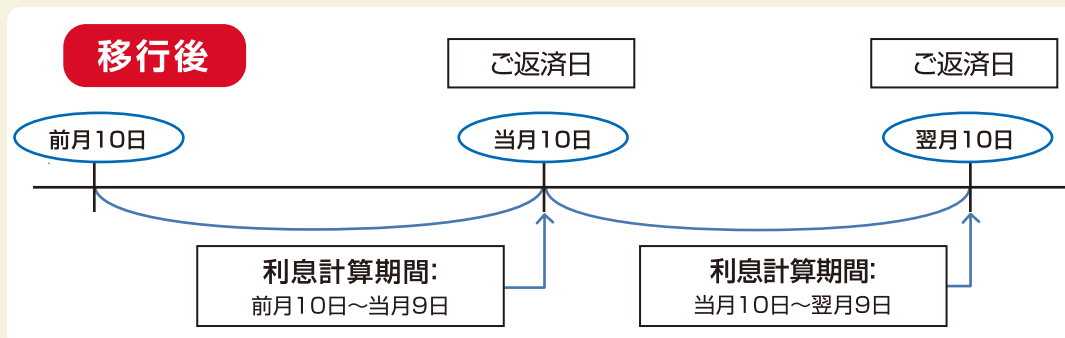 移行後
ご返済日
ご返済日
前月10日
当月10日
翌月10日
利息計算期間:
前月10日～当月9日
利息計算期間:
当月10日～翌月9日